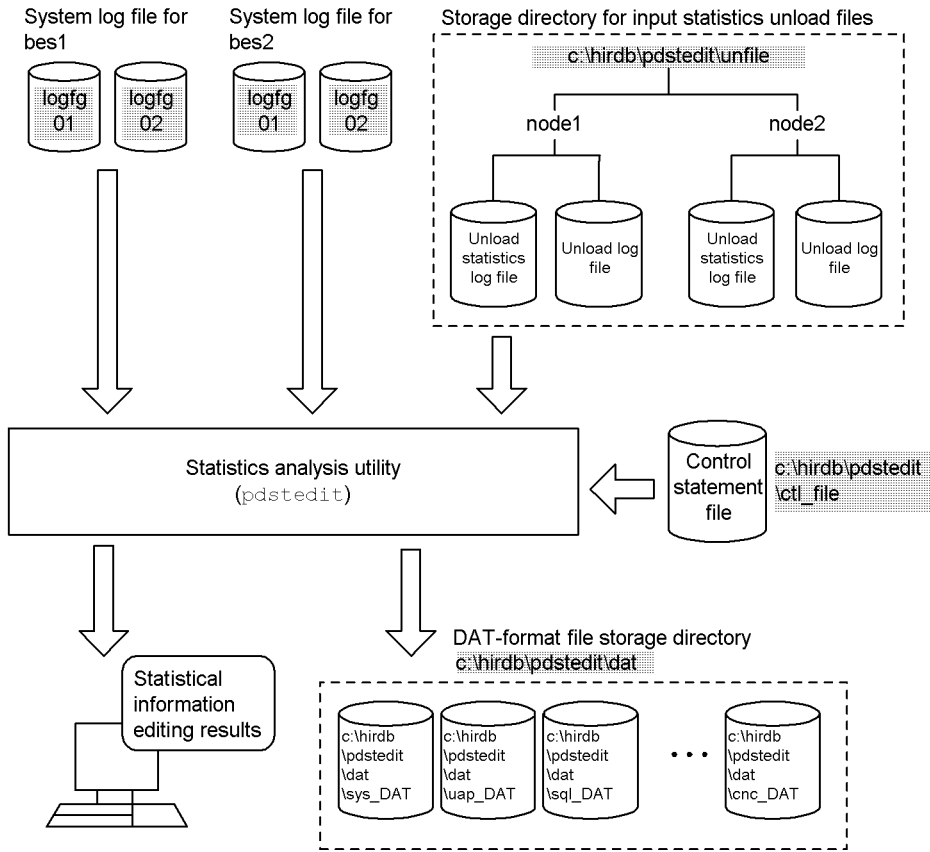 System log file for
bes1
System log file for
bes2
Storage directory for input statistics unload files
logfg
01
logfg
02
logfg
01
logfg
02
c:\hirdb\pdstedit\unfile
node1
node2
Unload
statistics
log file
Unload log
file
Unload
statistics
log file
Unload log
file
Statistics analysis utility
(pdstedit)
Control
statement
file
c:\hirdb\pdstedit
\ctl_file
DAT-format file storage directory
c:\hirdb\pdstedit\dat
Statistical
information
editing results
c:\hirdb
\pdstedit
\dat
\sys_DAT
c:\hirdb
\pdstedit
\dat
\uap_DAT
c:\hirdb
\pdstedit
\dat
\sql_DAT
• • •
c:\hirdb
\pdstedit
\dat
\cnc_DAT